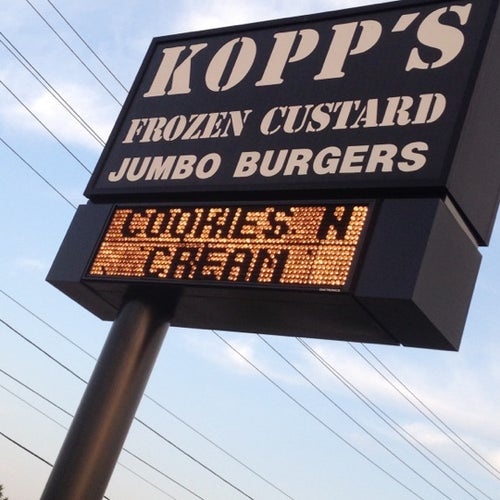 KOPP'S
FROZEN CUSTARD
JUMBO BURGERS
COOKIES N
CREAM